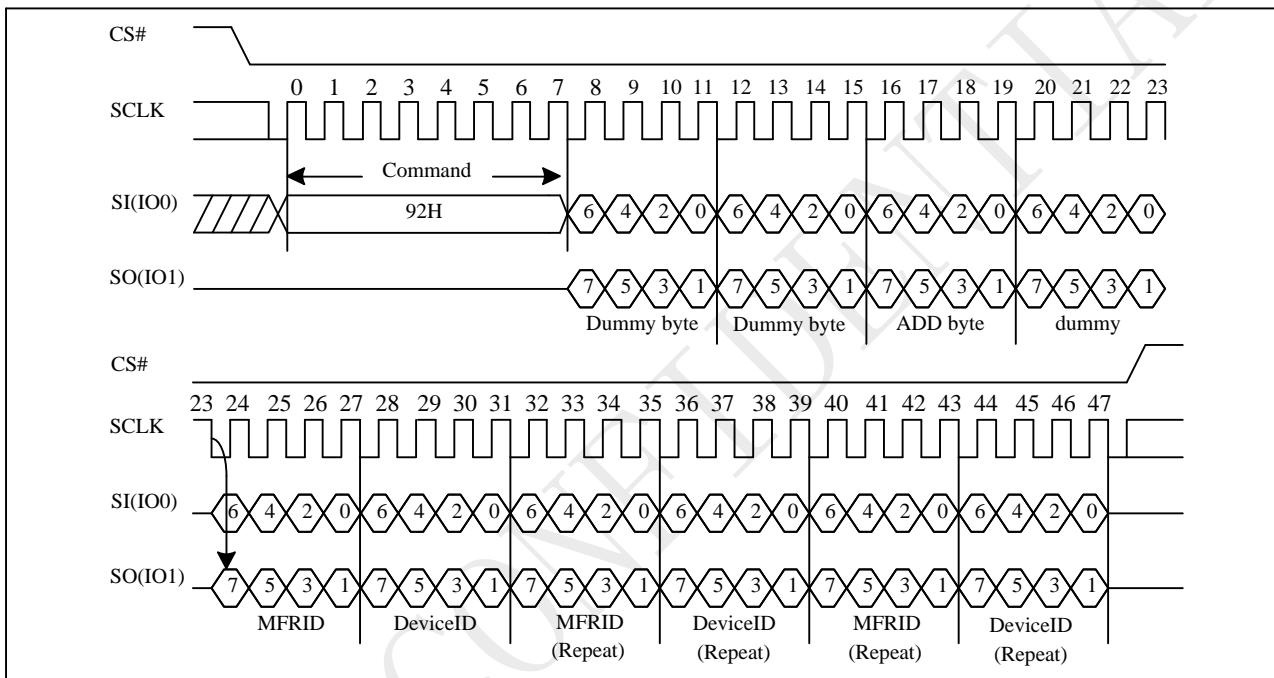 CS#
0 1 2 3 4 5 6 7 8 9 10 11 12 13 14 15 16 17 18 19 20 21 22 23
SCLK
Command
SI(IO0)
92H 6 4 2 0 6 4 2 0 6 4 2 0 6 4 2 0
SO(IO1)
7 5 3 1 7 5 3 1 7 5 3 1 7 5 3 1
Dummy byte Dummy byte ADD byte dummy
CS#
23 24 25 26 27 28 29 30 31 32 33 34 35 36 37 38 39 40 41 42 43 44 45 46 47
SCLK
SI(IO0)
6 4 2 0 6 4 2 0 6 4 2 0 6 4 2 0 6 4 2 0 6 4 2 0
SO(IO1)
7 5 3 1 7 5 3 1 7 5 3 1 7 5 3 1 7 5 3 1 7 5 3 1
MFRID DeviceID MFRID DeviceID MFRID DeviceID
(Repeat) (Repeat) (Repeat) (Repeat)
CONFIDENTIA